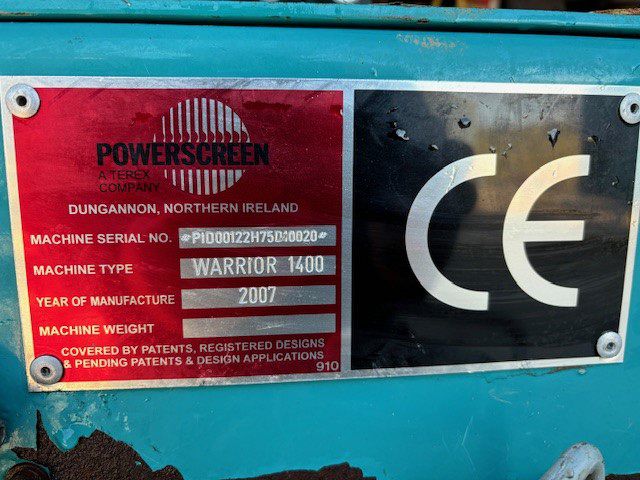 POWERSCREEN
A TEREX
COMPANY
DUNGANNON, NORTHERN IRELAND
MACHINE SERIAL NO.
MACHINE TYPE WARRIOR 1400
YEAR OF MANUFACTURE 2007
MACHINE WEIGHT
COVERED BY PATENTS, REGISTERED DESIGNS
& PENDING PATENTS & DESIGN APPLICATIONS
910
CE